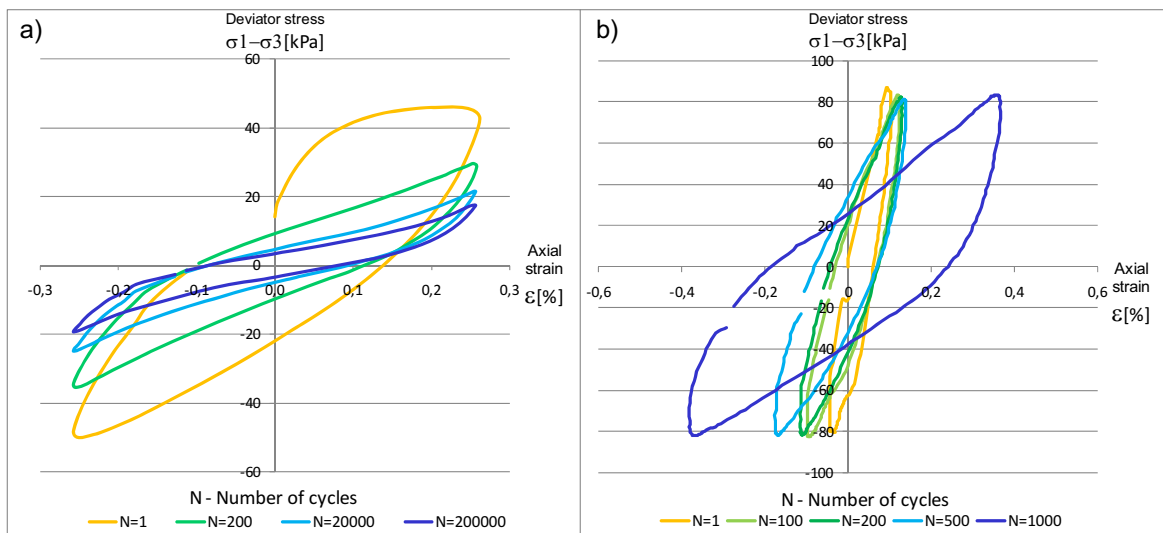 a)
Deviator stress
σ1−σ3[kPa]
60
40
20
0
-20
-40
-60
-0,3
-0,2
-0,1
0,0
0,1
0,2
0,3
Axial
strain
ε[%]
N - Number of cycles
N=1
N=200
N=20000
N=200000
b)
Deviator stress
σ1−σ3[kPa]
100
80
60
40
20
0
-20
-40
-60
-80
-100
-0,6
-0,4
-0,2
0
0,2
0,4
0,6
Axial
strain
ε[%]
N - Number of cycles
N=1
N=100
N=200
N=500
N=1000